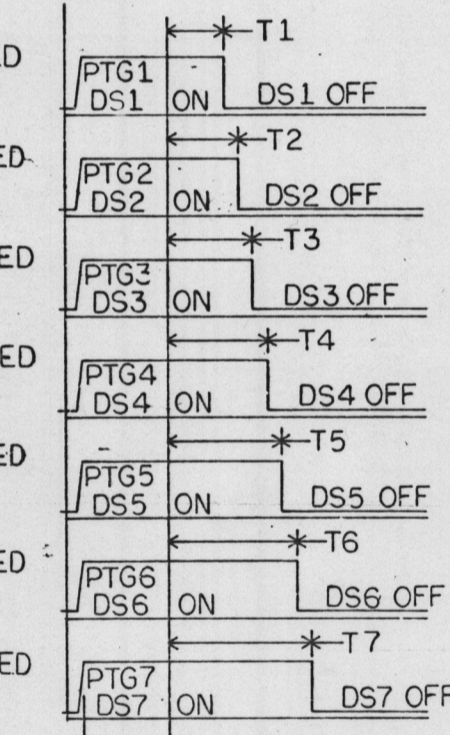 T1
PTG1
DS1 ON DS1 OFF
T2
PTG2
DS2 ON DS2 OFF
T3
PTG3
DS3 ON DS3 OFF
T4
PTG4
DS4 ON DS4 OFF
T5
PTG5
DS5 ON DS5 OFF
T6
PTG6
DS6 ON DS6 OFF
T7
PTG7
DS7 ON DS7 OFF